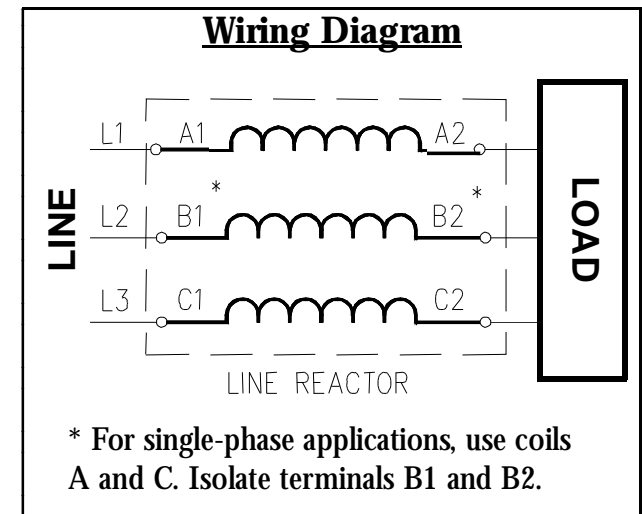 Wiring Diagram
L1 A1 A2
* *
LINE L2 B1 B2 LOAD
L3 C1 C2
LINE REACTOR
* For single-phase applications, use coils
A and C. Isolate terminals B1 and B2.